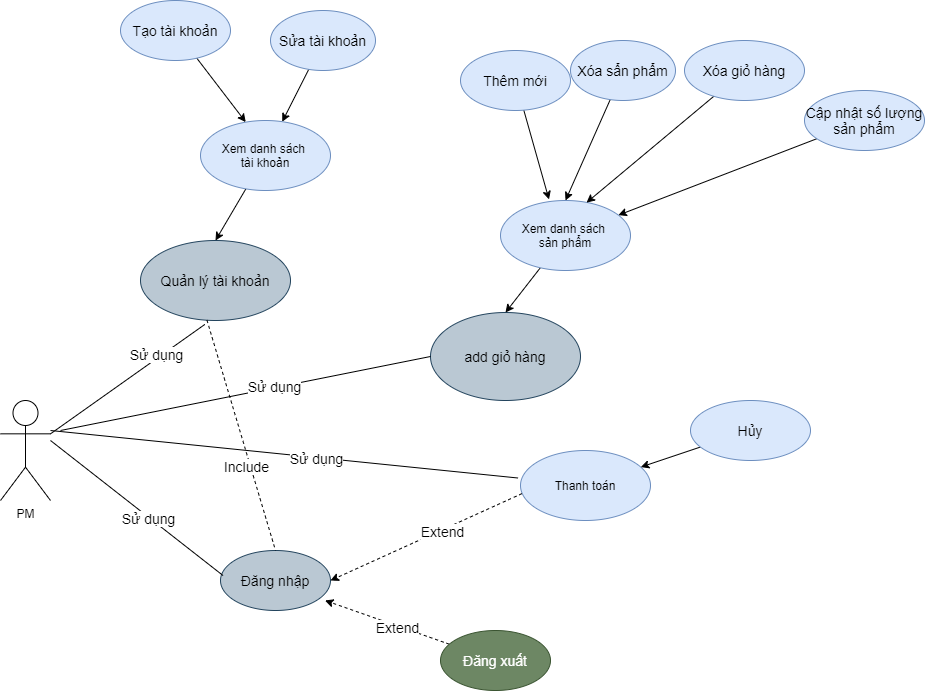 Tạo tài khoản
Sửa tài khoản
Xem danh sách
tài khoản
Quản lý tài khoản
Thêm mới
Xóa sẩn phẩm
Xóa giỏ hàng
Cập nhật số lượng
sản phẩm
Xem danh sách
sản phẩm
add giỏ hàng
Sử dụng
Sử dụng
Include
Sử dụng
Sử dụng
PM
Hủy
Thanh toán
Extend
Đăng nhập
Extend
Đăng xuất